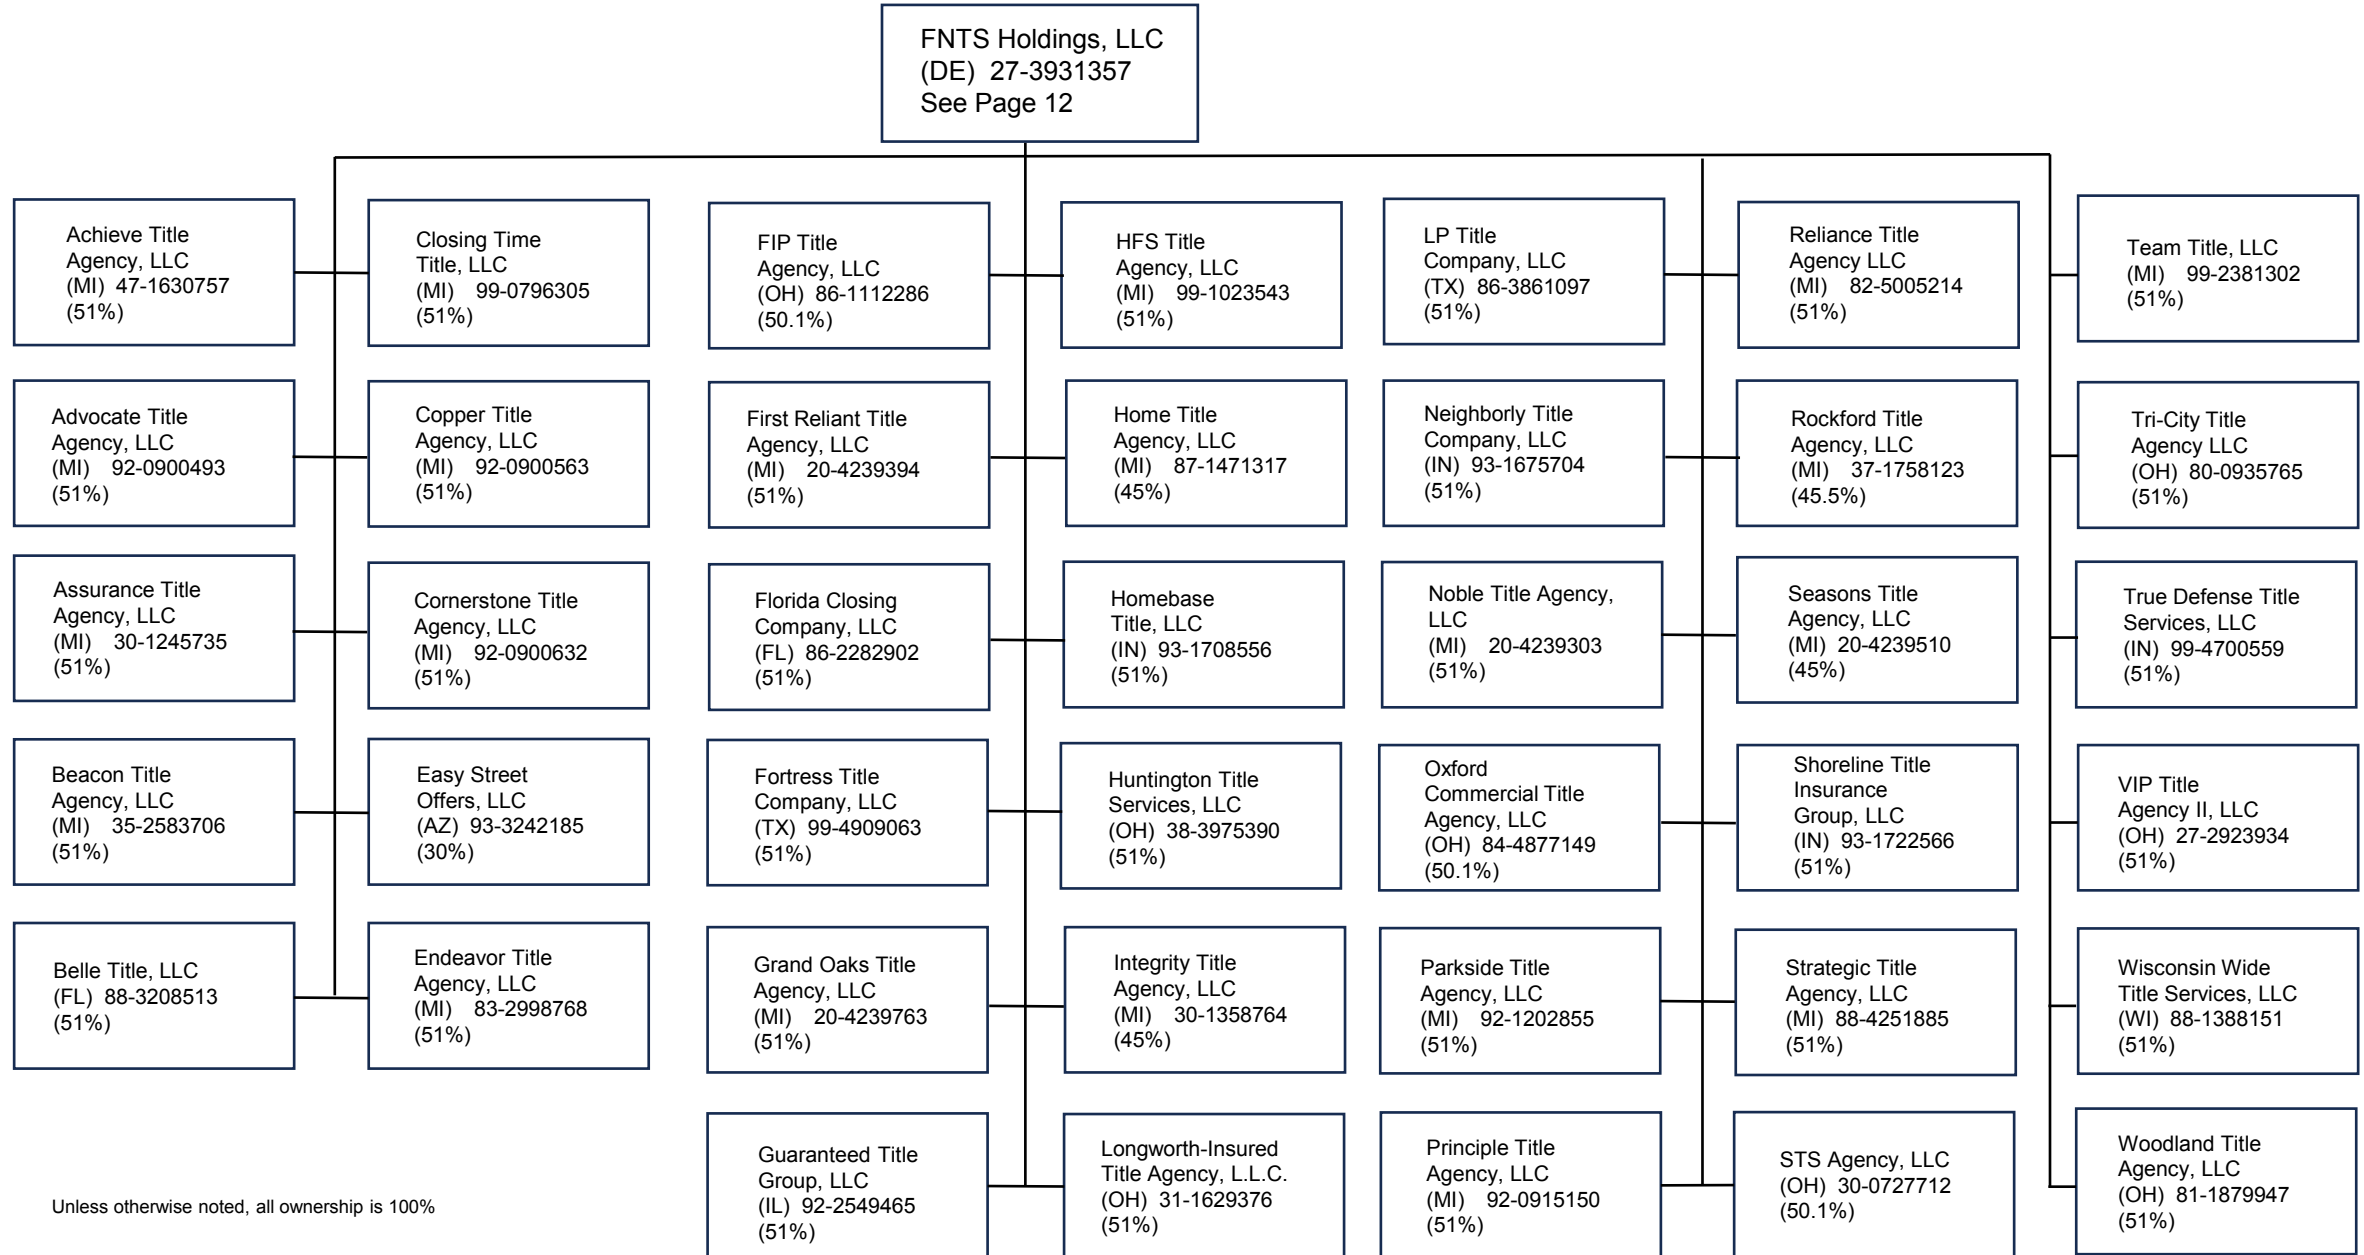 FNTS Holdings, LLC
(DE) 27-3931357
See Page 12
Achieve Title
Agency, LLC
(MI) 47-1630757
(51%)
Closing Time
Title, LLC
(MI) 99-0796305
(51%)
FIP Title
Agency, LLC
(OH) 86-1112286
(50.1%)
HFS Title
Agency, LLC
(MI) 99-1023543
(51%)
LP Title
Company, LLC
(TX) 86-3861097
(51%)
Reliance Title
Agency LLC
(MI) 82-5005214
(51%)
Team Title, LLC
(MI) 99-2381302
(51%)
Advocate Title
Agency, LLC
(MI) 92-0900493
(51%)
Copper Title
Agency, LLC
(MI) 92-0900563
(51%)
First Reliant Title
Agency, LLC
(MI) 20-4239394
(51%)
Home Title
Agency, LLC
(MI) 87-1471317
(45%)
Neighborly Title
Company, LLC
(IN) 93-1675704
(51%)
Rockford Title
Agency, LLC
(MI) 37-1758123
(45.5%)
Tri-City Title
Agency LLC
(OH) 80-0935765
(51%)
Assurance Title
Agency, LLC
(MI) 30-1245735
(51%)
Cornerstone Title
Agency, LLC
(MI) 92-0900632
(51%)
Florida Closing
Company, LLC
(FL) 86-2282902
(51%)
Homebase
Title, LLC
(IN) 93-1708556
(51%)
Noble Title Agency,
LLC
(MI) 20-4239303
(51%)
Seasons Title
Agency, LLC
(MI) 20-4239510
(45%)
True Defense Title
Services, LLC
(IN) 99-4700559
(51%)
Beacon Title
Agency, LLC
(MI) 35-2583706
(51%)
Easy Street
Offers, LLC
(AZ) 93-3242185
(30%)
Fortress Title
Company, LLC
(TX) 99-4909063
(51%)
Huntington Title
Services, LLC
(OH) 38-3975390
(51%)
Oxford
Commercial Title
Agency, LLC
(OH) 84-4877149
(50.1%)
Shoreline Title
Insurance
Group, LLC
(IN) 93-1722566
(51%)
VIP Title
Agency II, LLC
(OH) 27-2923934
(51%)
Belle Title, LLC
(FL) 88-3208513
(51%)
Endeavor Title
Agency, LLC
(MI) 83-2998768
(51%)
Grand Oaks Title
Agency, LLC
(MI) 20-4239763
(51%)
Integrity Title
Agency, LLC
(MI) 30-1358764
(45%)
Parkside Title
Agency, LLC
(MI) 92-1202855
(51%)
Strategic Title
Agency, LLC
(MI) 88-4251885
(51%)
Wisconsin Wide
Title Services, LLC
(WI) 88-1388151
(51%)
Guaranteed Title
Group, LLC
(IL) 92-2549465
(51%)
Longworth-Insured
Title Agency, L.L.C.
(OH) 31-1629376
(51%)
Principle Title
Agency, LLC
(MI) 92-0915150
(51%)
STS Agency, LLC
(OH) 30-0727712
(50.1%)
Woodland Title
Agency, LLC
(OH) 81-1879947
(51%)
Unless otherwise noted, all ownership is 100%